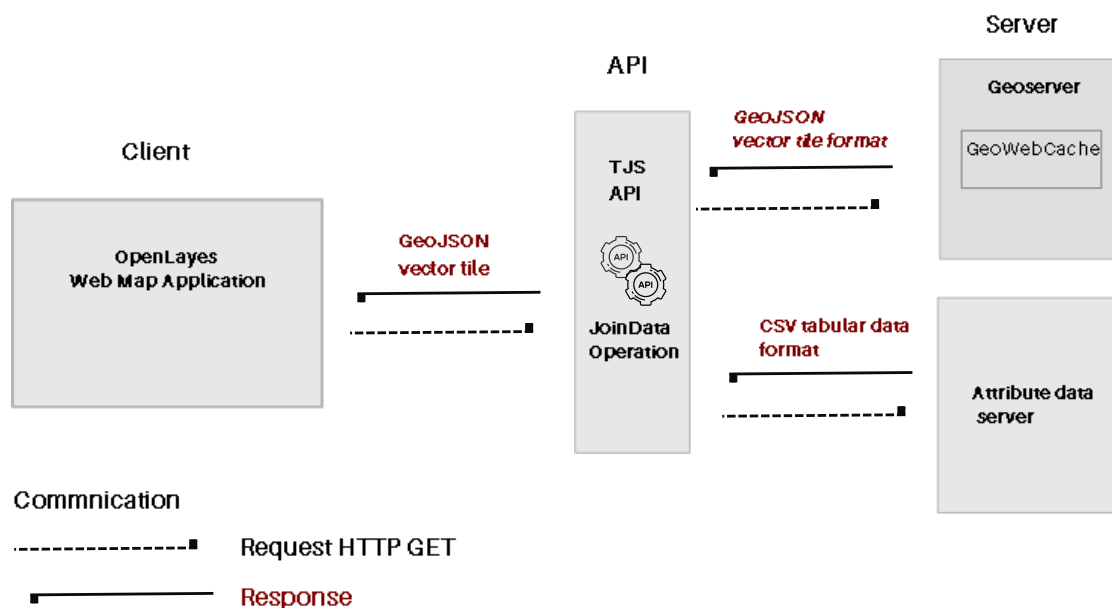 Server
API
Geoserver
GeoWebCache
GeoJSON
vector tile format
Client
TJS
API
OpenLayes
Web Map Application
GeoJSON
vector tile
API
API
JoinData
Operation
CSV tabular data
format
Attribute data
server
Commnication
Request HTTP GET
Response